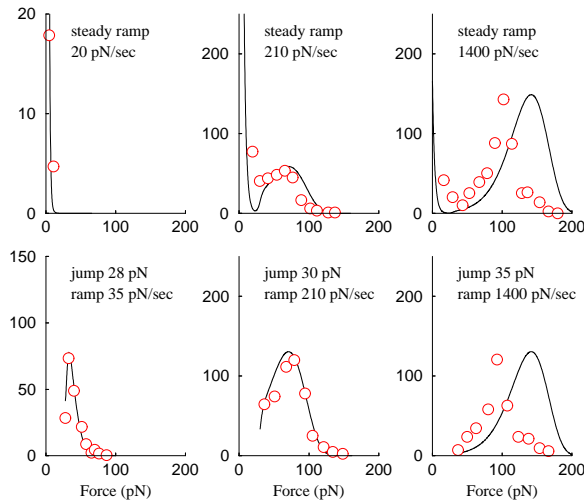 20
10
0
0
100
200
steady ramp
20 pN/sec
200
100
0
0
100
200
steady ramp
210 pN/sec
200
100
0
0
100
200
steady ramp
1400 pN/sec
150
100
50
0
0
100
200
jump 28 pN
ramp 35 pN/sec
Force (pN)
200
100
0
0
100
200
jump 30 pN
ramp 210 pN/sec
Force (pN)
200
100
0
0
100
200
jump 35 pN
ramp 1400 pN/sec
Force (pN)